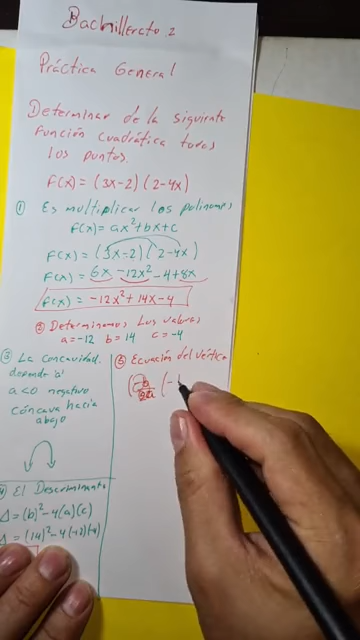 Bachillerato 2
Práctica General
Determinar de la siguiente
función cuadrática todos
los puntos.
F(x) = (3x-2)(2-4x)
① Es multiplicar los polinomios
F(x) = ax²+bx+c
F(x) = (3x-2)(2-4x)
F(x) = 6x -12x² -4 +8x
F(x) = -12x² + 14x -4
② Determinemos los valores
a=-12 b=14 c=-4
③ La concavidad
depende 'a'
a<0 negativo
cóncava hacia
abajo
④ El Descriminante
Δ = (b)² -4(a)(c)
Δ = (14)² -4(-12)(-4)
⑤ Ecuación del vértice
(-b/2a (-